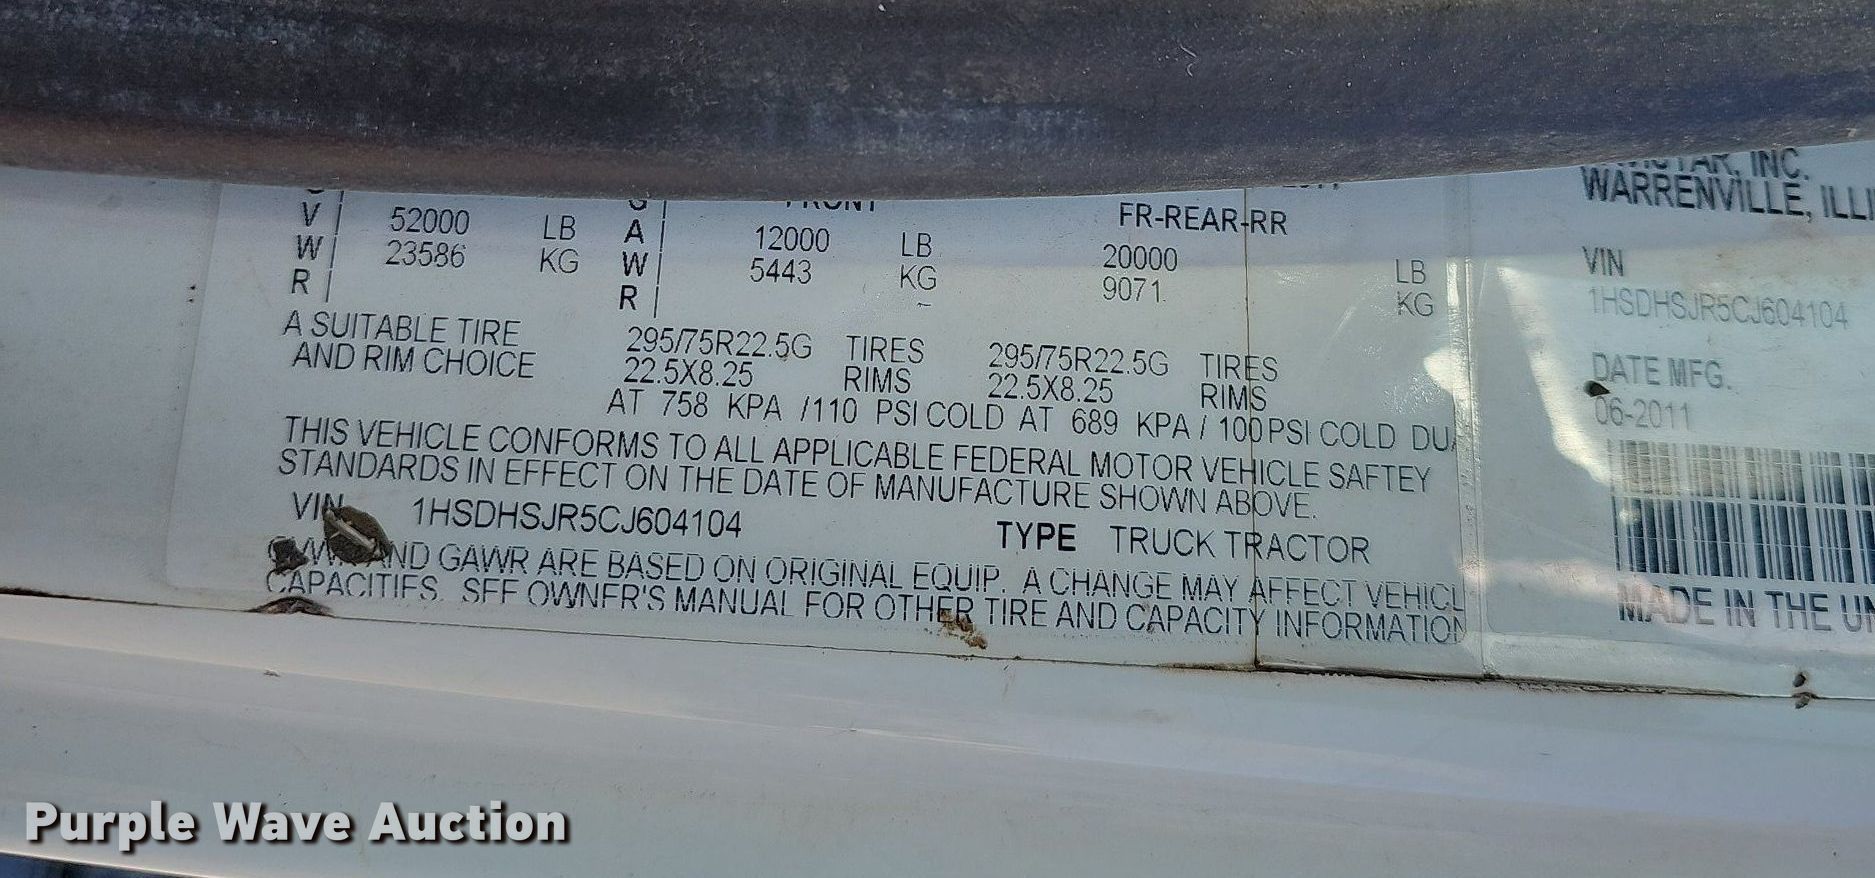 V 52000 LB A 12000 LB FR-REAR-RR 20000 LB
W 23586 KG W 5443 KG 9071 KG
R R
A SUITABLE TIRE 295/75R22.5G TIRES 295/75R22.5G TIRES
AND RIM CHOICE 22.5X8.25 RIMS 22.5X8.25 RIMS
AT 758 KPA /110 PSI COLD AT 689 KPA / 100 PSI COLD
THIS VEHICLE CONFORMS TO ALL APPLICABLE FEDERAL MOTOR VEHICLE SAFTEY
STANDARDS IN EFFECT ON THE DATE OF MANUFACTURE SHOWN ABOVE.
VIN 1HSDHSJR5CJ604104 TYPE TRUCK TRACTOR
AND GAWR ARE BASED ON ORIGINAL EQUIP. A CHANGE MAY AFFECT VEHICL
CAPACITIES. SEE OWNER'S MANUAL FOR OTHER TIRE AND CAPACITY INFORMATION
INC.
WARRENVILLE, ILLI
VIN
1HSDHSJR5CJ604104
DATE MFG.
06-2011
MADE IN THE UN
Purple Wave Auction